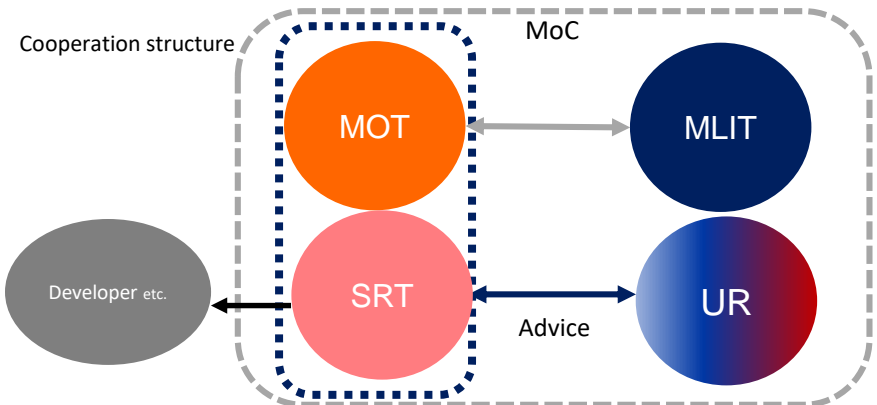 Cooperation structure
MoC
MOT
MLIT
Developer etc.
SRT
UR
Advice